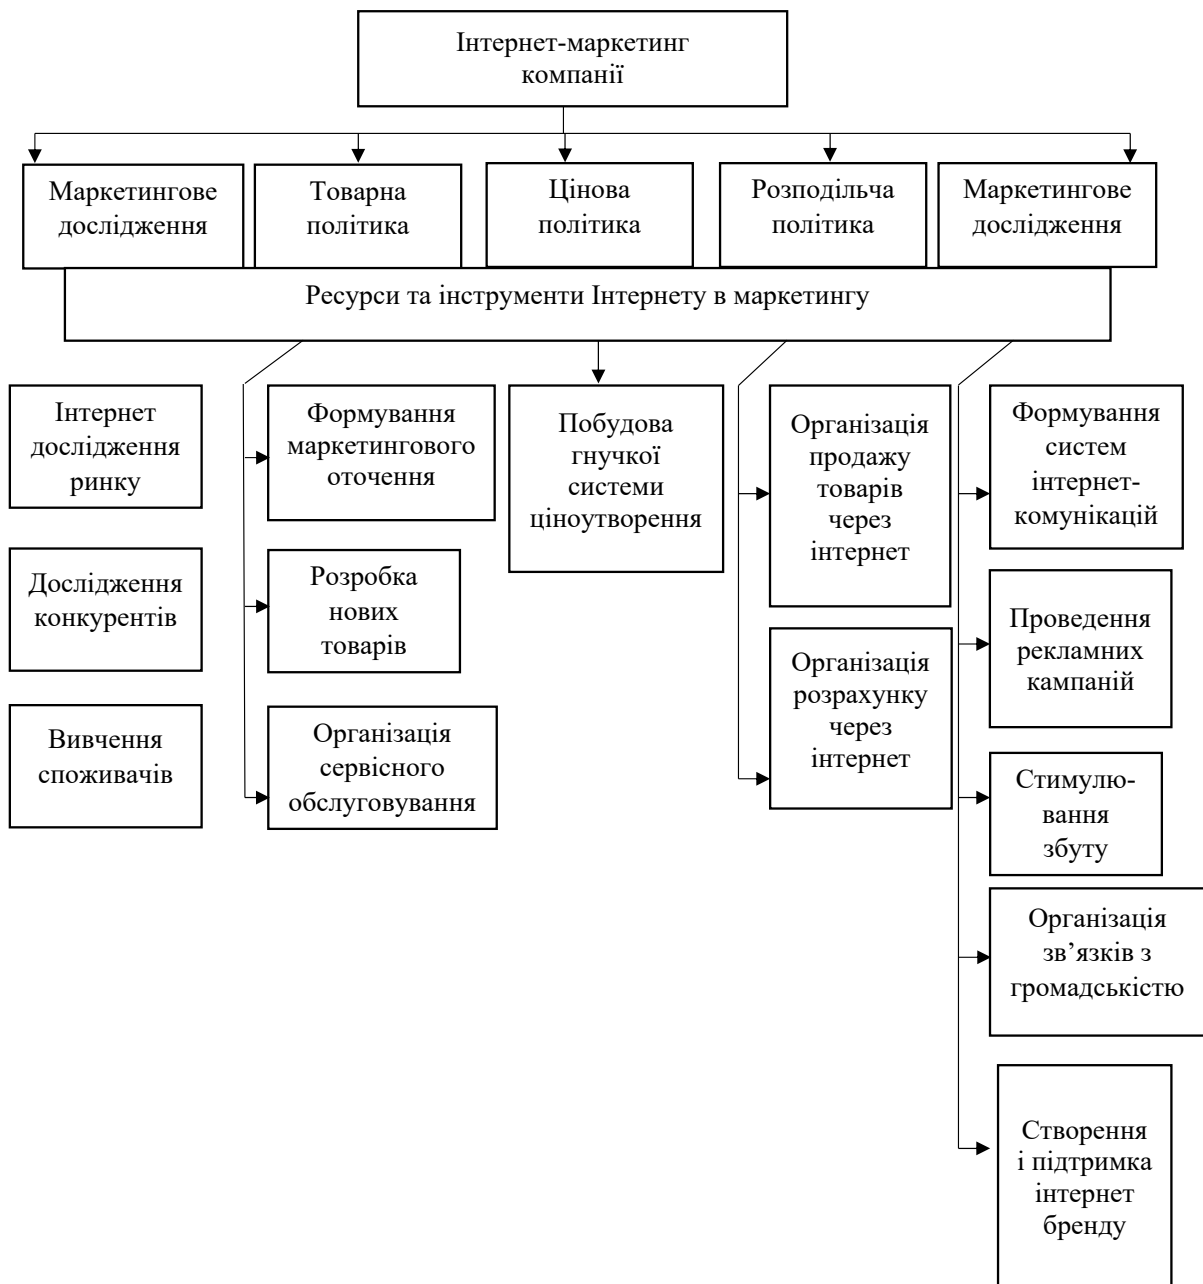 Інтернет-маркетинг
компанії
Маркетингове
дослідження
Товарна
політика
Цінова
політика
Розподільча
політика
Маркетингове
дослідження
Ресурси та інструменти Інтернету в маркетингу
Інтернет
дослідження
ринку
Дослідження
конкурентів
Вивчення
споживачів
Формування
маркетингового
оточення
Розробка
нових
товарів
Організація
сервісного
обслуговування
Побудова
гнучкої
системи
ціноутворення
Організація
продажу
товарів
через
інтернет
Організація
розрахунку
через
інтернет
Формування
систем
інтернет-
комунікацій
Проведення
рекламних
кампаній
Стимулю-
вання
збуту
Організація
зв’язків з
громадськістю
Створення
і підтримка
інтернет
бренду